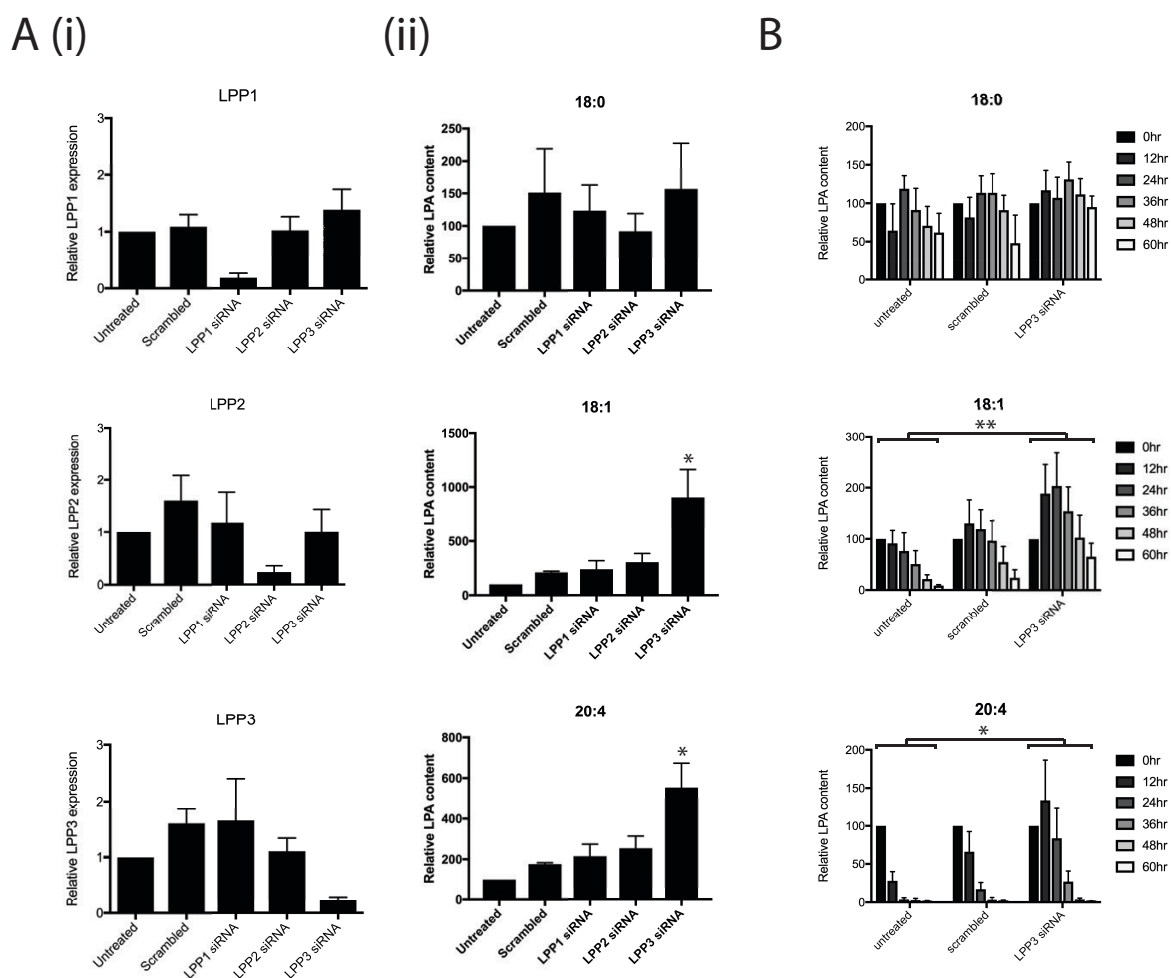 A (i)
(ii)
B
LPP1
Relative LPP1 expression
3
2
1
0
Untreated
Scrambled
LPP1 siRNA
LPP2 siRNA
LPP3 siRNA
18:0
Relative LPA content
250
200
150
100
50
0
Untreated
Scrambled
LPP1 siRNA
LPP2 siRNA
LPP3 siRNA
18:0
Relative LPA content
200
150
100
50
0
untreated
scrambled
LPP3 siRNA
0hr
12hr
24hr
36hr
48hr
60hr
LPP2
Relative LPP2 expression
3
2
1
0
Untreated
Scrambled
LPP1 siRNA
LPP2 siRNA
LPP3 siRNA
18:1
Relative LPA content
1500
1000
500
0
*
Untreated
Scrambled
LPP1 siRNA
LPP2 siRNA
LPP3 siRNA
18:1
**
Relative LPA content
300
200
100
0
untreated
scrambled
LPP3 siRNA
0hr
12hr
24hr
36hr
48hr
60hr
LPP3
Relative LPP3 expression
3
2
1
0
Untreated
Scrambled
LPP1 siRNA
LPP2 siRNA
LPP3 siRNA
20:4
Relative LPA content
800
600
400
200
0
*
Untreated
Scrambled
LPP1 siRNA
LPP2 siRNA
LPP3 siRNA
20:4
*
Relative LPA content
200
150
100
50
0
untreated
scrambled
LPP3 siRNA
0hr
12hr
24hr
36hr
48hr
60hr